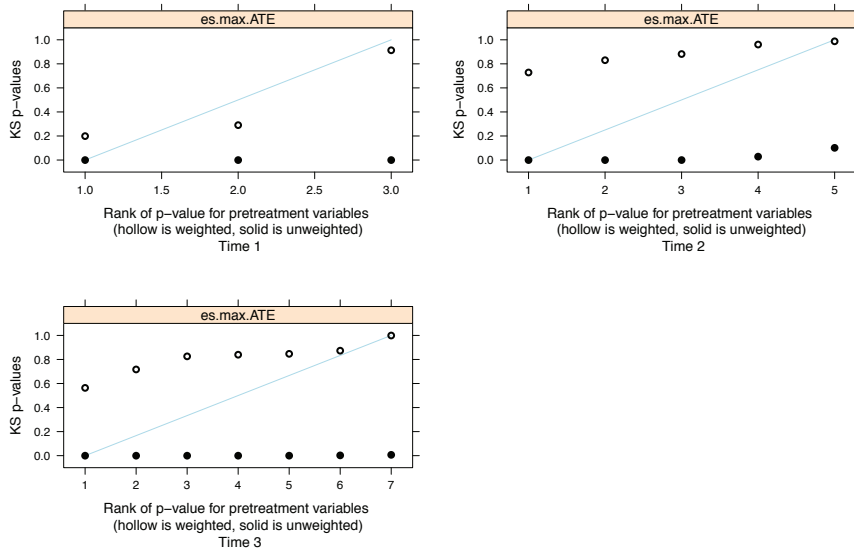 es.max.ATE
KS p−values
1.0
0.8
0.6
0.4
0.2
0.0
1.0 1.5 2.0 2.5 3.0
Rank of p−value for pretreatment variables
(hollow is weighted, solid is unweighted)
Time 1
es.max.ATE
KS p−values
1.0
0.8
0.6
0.4
0.2
0.0
1 2 3 4 5
Rank of p−value for pretreatment variables
(hollow is weighted, solid is unweighted)
Time 2
es.max.ATE
KS p−values
1.0
0.8
0.6
0.4
0.2
0.0
1 2 3 4 5 6 7
Rank of p−value for pretreatment variables
(hollow is weighted, solid is unweighted)
Time 3